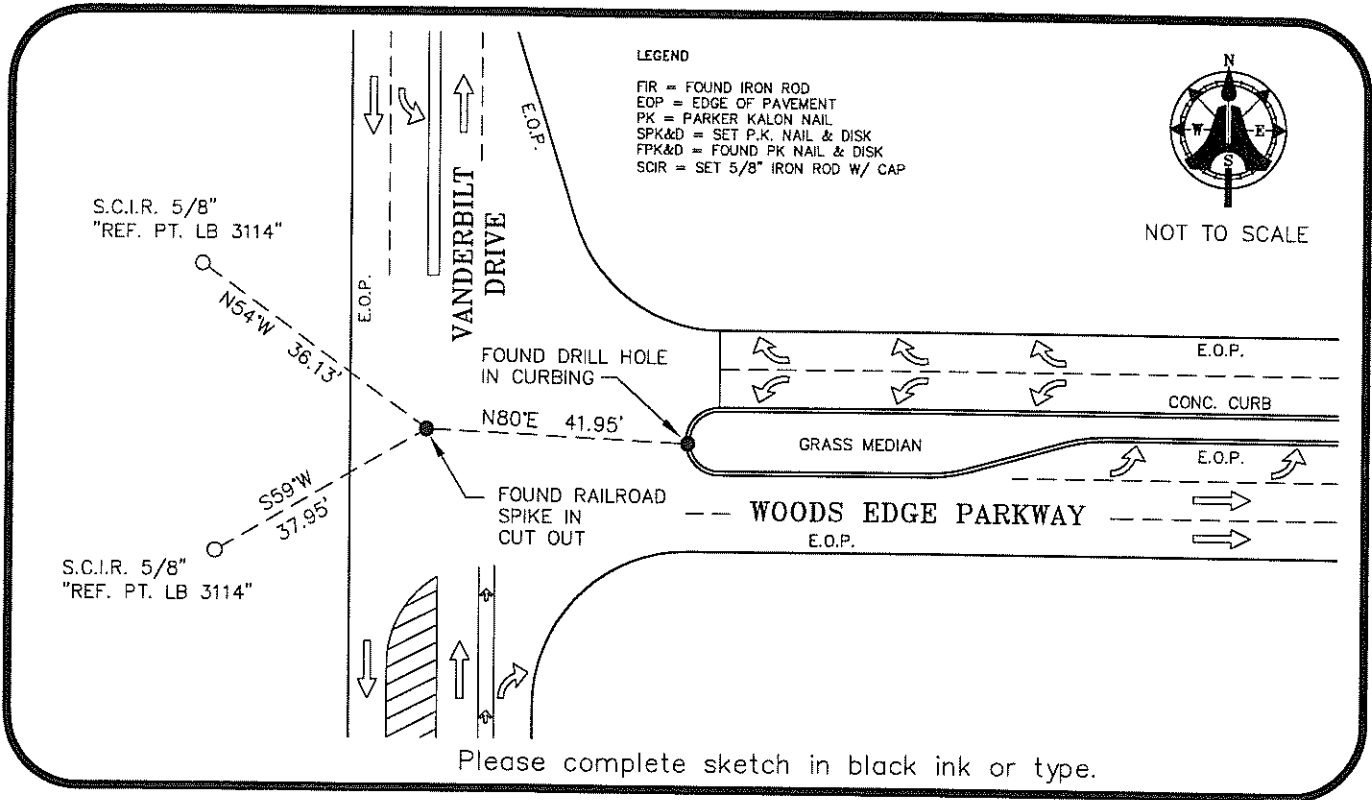 LEGEND
FIR = FOUND IRON ROD
EOP = EDGE OF PAVEMENT
PK = PARKER KALON NAIL
SPK&D = SET P.K. NAIL & DISK
FPK&D = FOUND PK NAIL & DISK
SCIR = SET 5/8" IRON ROD W/ CAP
N
W
E
S
NOT TO SCALE
E.O.P.
VANDERBILT
DRIVE
E.O.P.
S.C.I.R. 5/8"
"REF. PT. LB 3114"
N54°W 36.13'
FOUND DRILL HOLE
IN CURBING
N80°E 41.95'
E.O.P.
CONC. CURB
GRASS MEDIAN
E.O.P.
S59°W
37.95'
FOUND RAILROAD
SPIKE IN
CUT OUT
WOODS EDGE PARKWAY
E.O.P.
S.C.I.R. 5/8"
"REF. PT. LB 3114"
Please complete sketch in black ink or type.